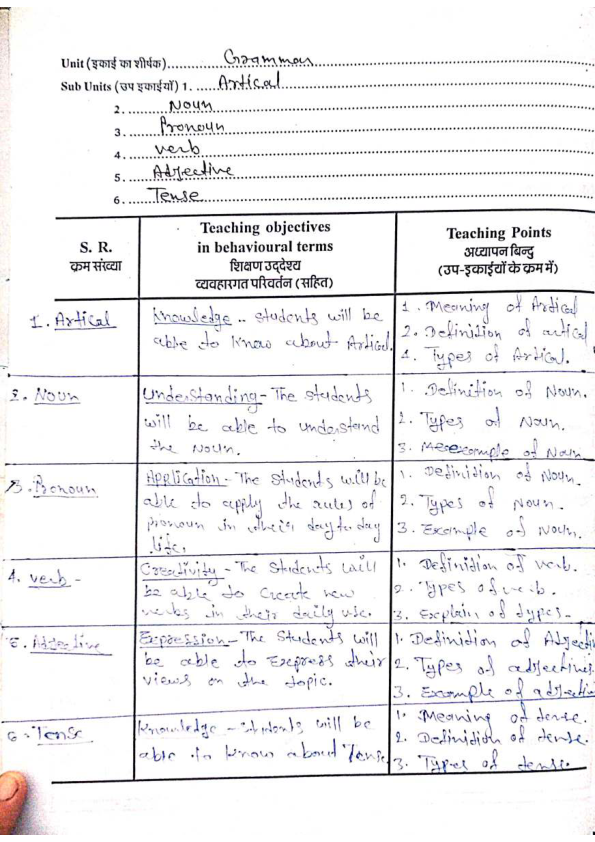 Unit (इकाई का शीर्षक) Grammar
Sub Units (उप इकाईयाँ) 1. Artical
2. Noun
3. Pronoun
4. verb
5. Adjective
6. Tense
S. R.
क्रम संख्या
Teaching objectives
in behavioural terms
शिक्षण उद्देश्य
व्यवहारगत परिवर्तन (सहित)
Teaching Points
अध्यापन बिन्दु
(उप-इकाईयों के क्रम में)
1. Artical
Knowledge .. students will be
able to know about Artical.
1. Meaning of Artical
2. Definition of artical
1. Types of Artical.
2. Noun
Understanding - The students
will be able to understand
the Noun.
1. Definition of Noun.
2. Types of Noun.
3. example of Noun
3. Pronoun
Application - The students will be
able to apply the rules of
pronoun in their day to day
life.
1. Definition of Noun.
2. Types of Noun.
3. Example of Noun.
4. verb -
Creativity - The Students will
be able to Create new
verbs in their daily use.
1. Definition of verb.
2. Types of verb.
3. Explain of types -
5. Adjective
Expression - The Students will
be able to Express their
views on the topic.
1. Definition of Adjectiv
2. Types of adjectives.
3. Example of adjectiv
6. Tense
Knowledge - Students will be
able to know about Tense.
1. Meaning of tense.
2. Definition of tense.
3. Types of tense.